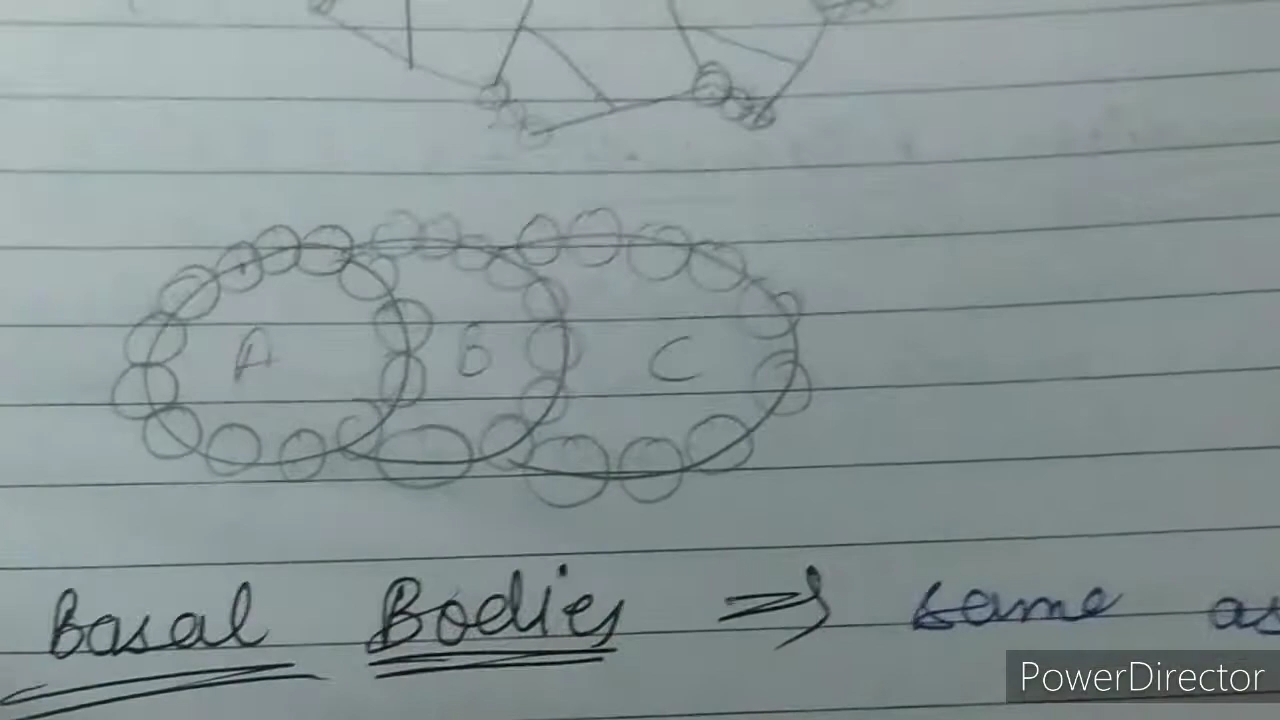 A B C
Basal Bodies ⇒ same as
PowerDirector